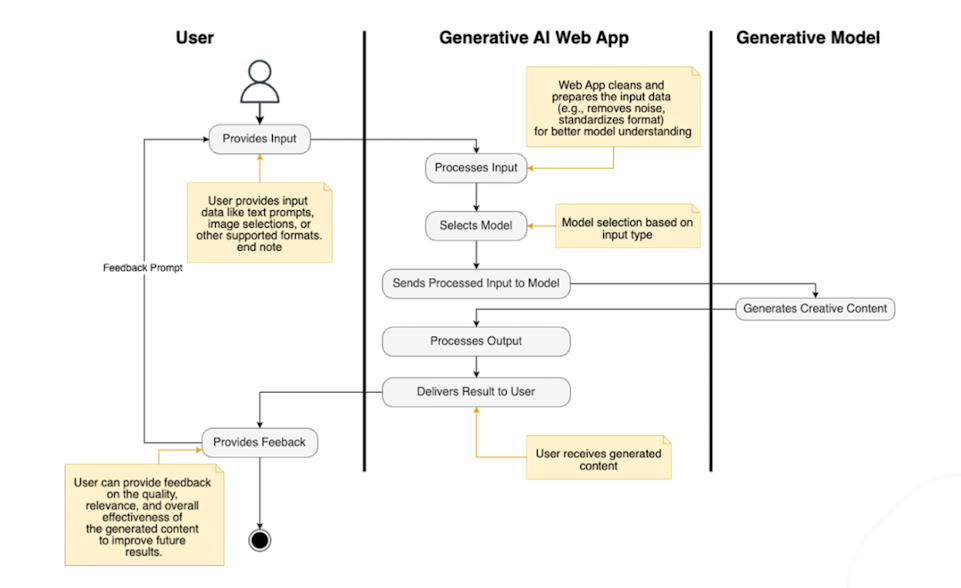 User
Generative AI Web App
Generative Model
Web App cleans and
prepares the input data
(e.g., removes noise,
standardizes format)
for better model understanding
Provides Input
Processes Input
User provides input
data like text prompts,
image selections, or
other supported formats.
end note
Selects Model
Model selection based on
input type
Feedback Prompt
Sends Processed Input to Model
Generates Creative Content
Processes Output
Delivers Result to User
Provides Feeback
User receives generated
content
User can provide feedback
on the quality,
relevance, and overall
effectiveness of
the generated content
to improve future
results.